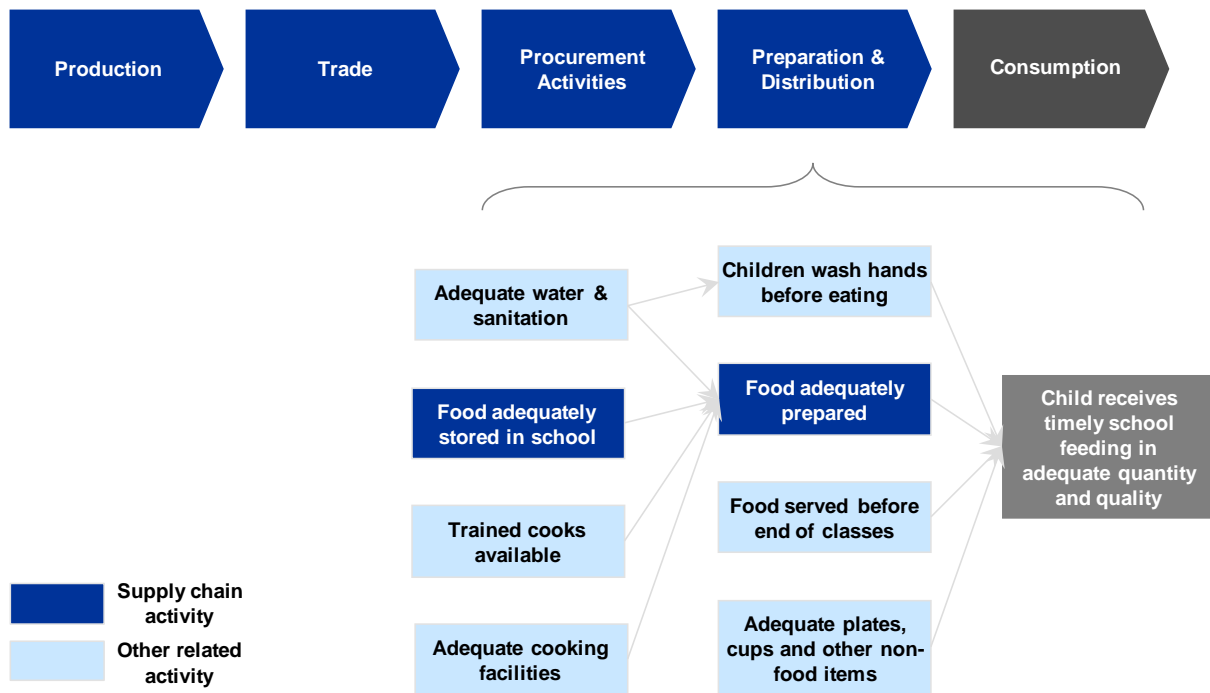 Production
Trade
Procurement
Activities
Preparation &
Distribution
Consumption
Adequate water &
sanitation
Children wash hands
before eating
Food adequately
stored in school
Food adequately
prepared
Child receives
timely school
feeding in
adequate quantity
and quality
Trained cooks
available
Food served before
end of classes
Adequate cooking
facilities
Adequate plates,
cups and other non-
food items
Supply chain
activity
Other related
activity